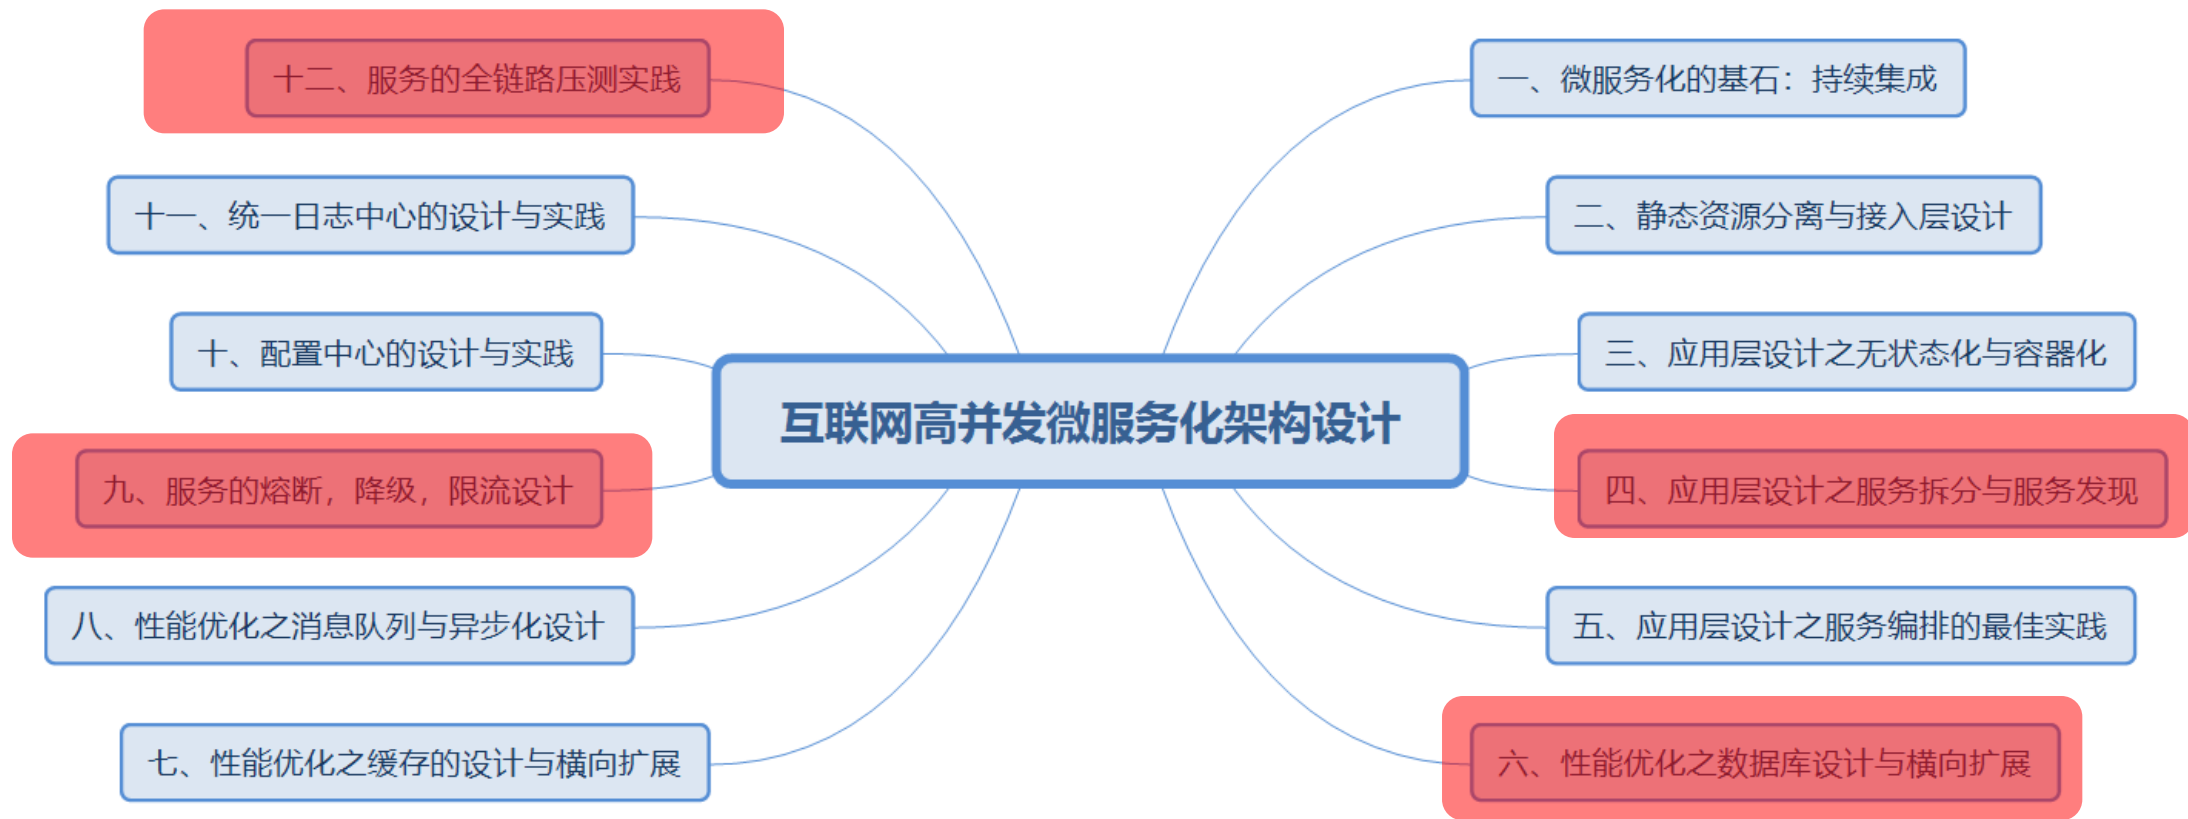 互联网高并发微服务化架构设计
一、微服务化的基石：持续集成
二、静态资源分离与接入层设计
三、应用层设计之无状态化与容器化
四、应用层设计之服务拆分与服务发现
五、应用层设计之服务编排的最佳实践
六、性能优化之数据库设计与横向扩展
七、性能优化之缓存的设计与横向扩展
八、性能优化之消息队列与异步化设计
九、服务的熔断，降级，限流设计
十、配置中心的设计与实践
十一、统一日志中心的设计与实践
十二、服务的全链路压测实践